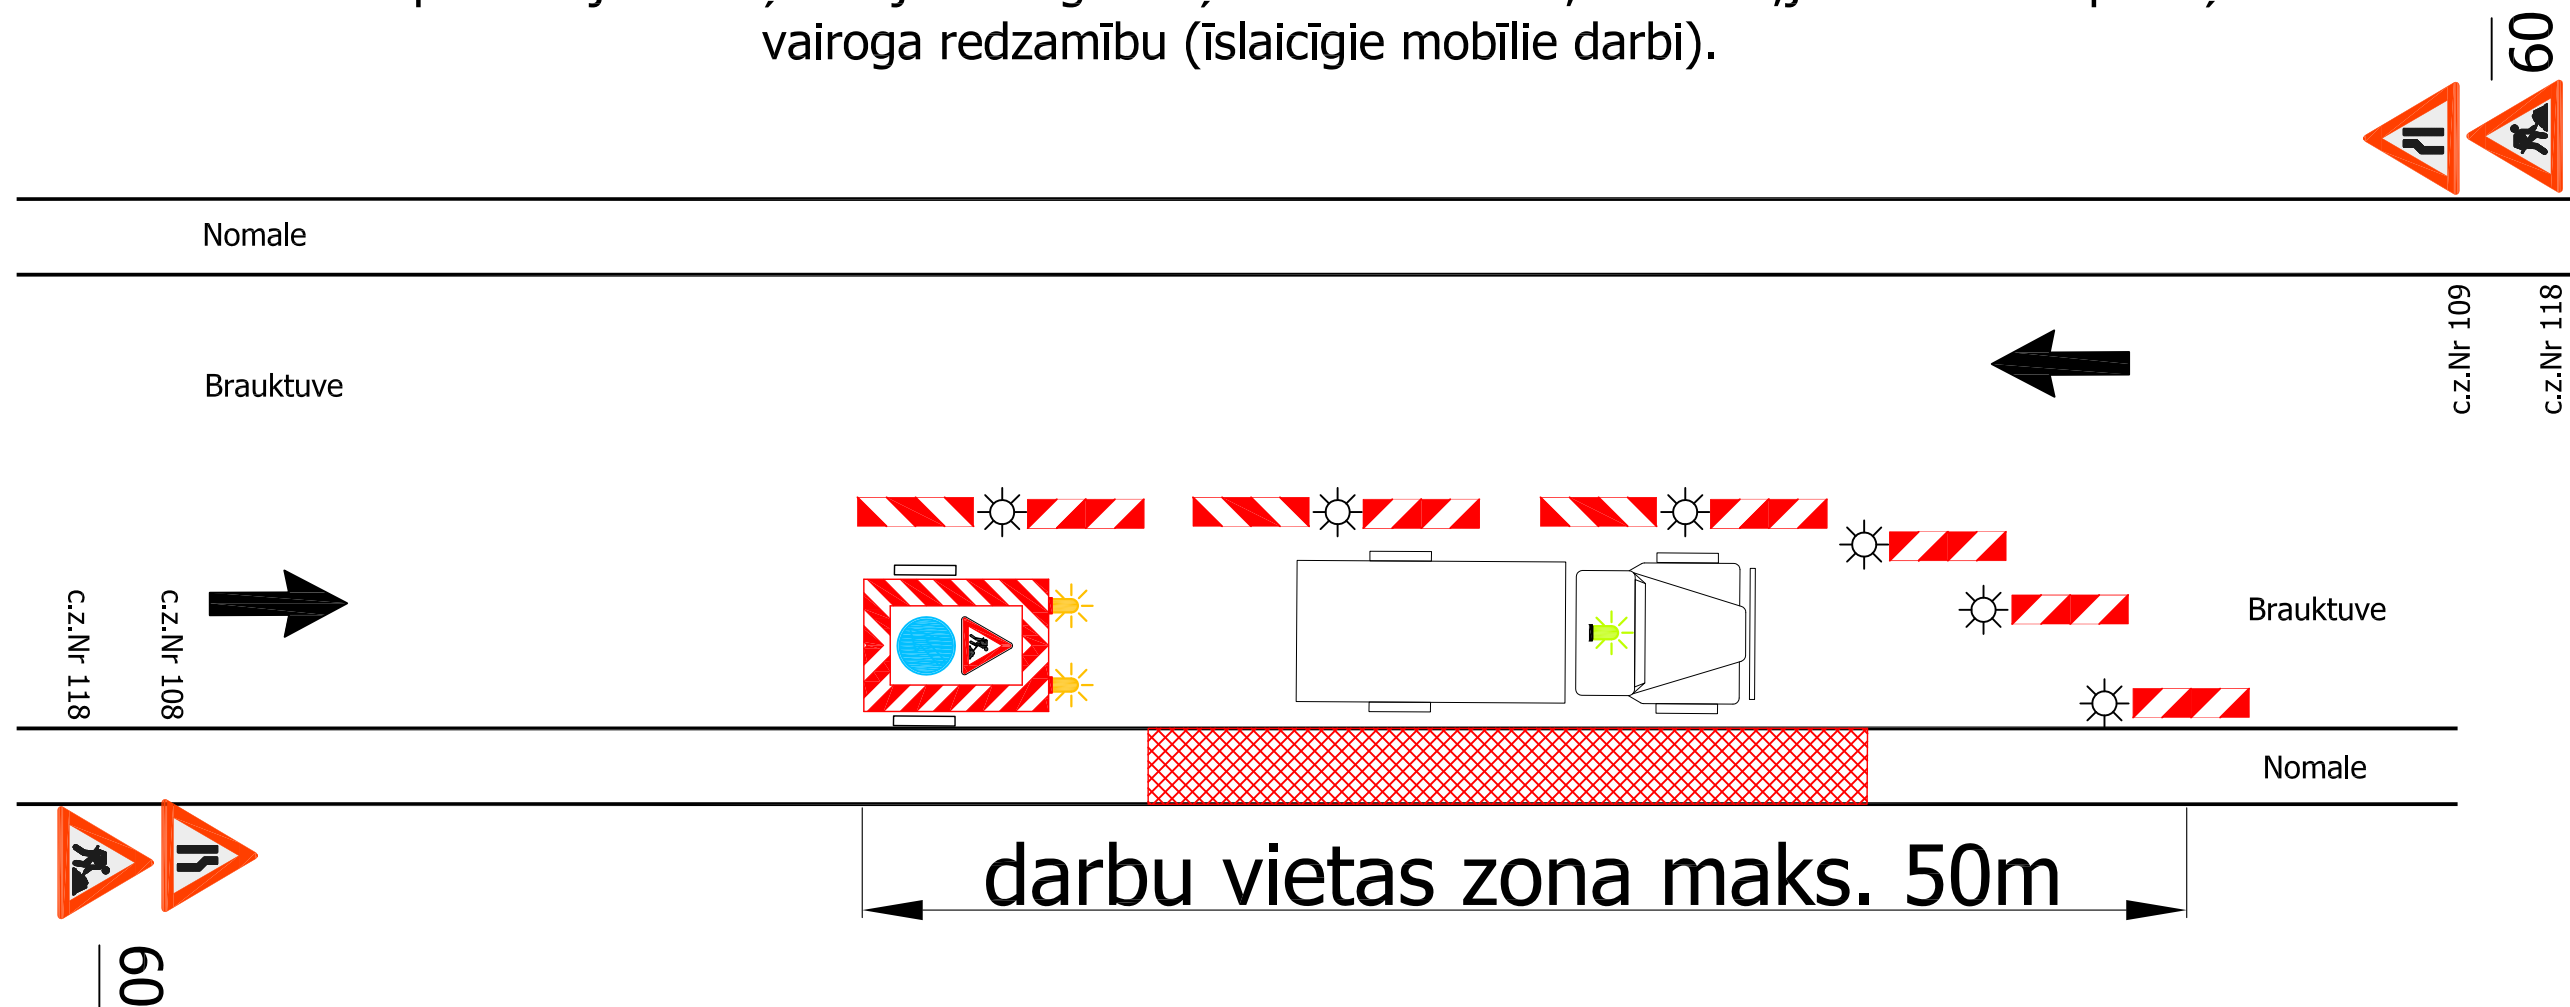 vairoga redzamību (īslaicīgie mobīlie darbi).
60
Nomale
c.z.Nr 109
c.z.Nr 118
Brauktuve
c.z.Nr 118
c.z.Nr 108
Brauktuve
Nomale
darbu vietas zona maks. 50m
60